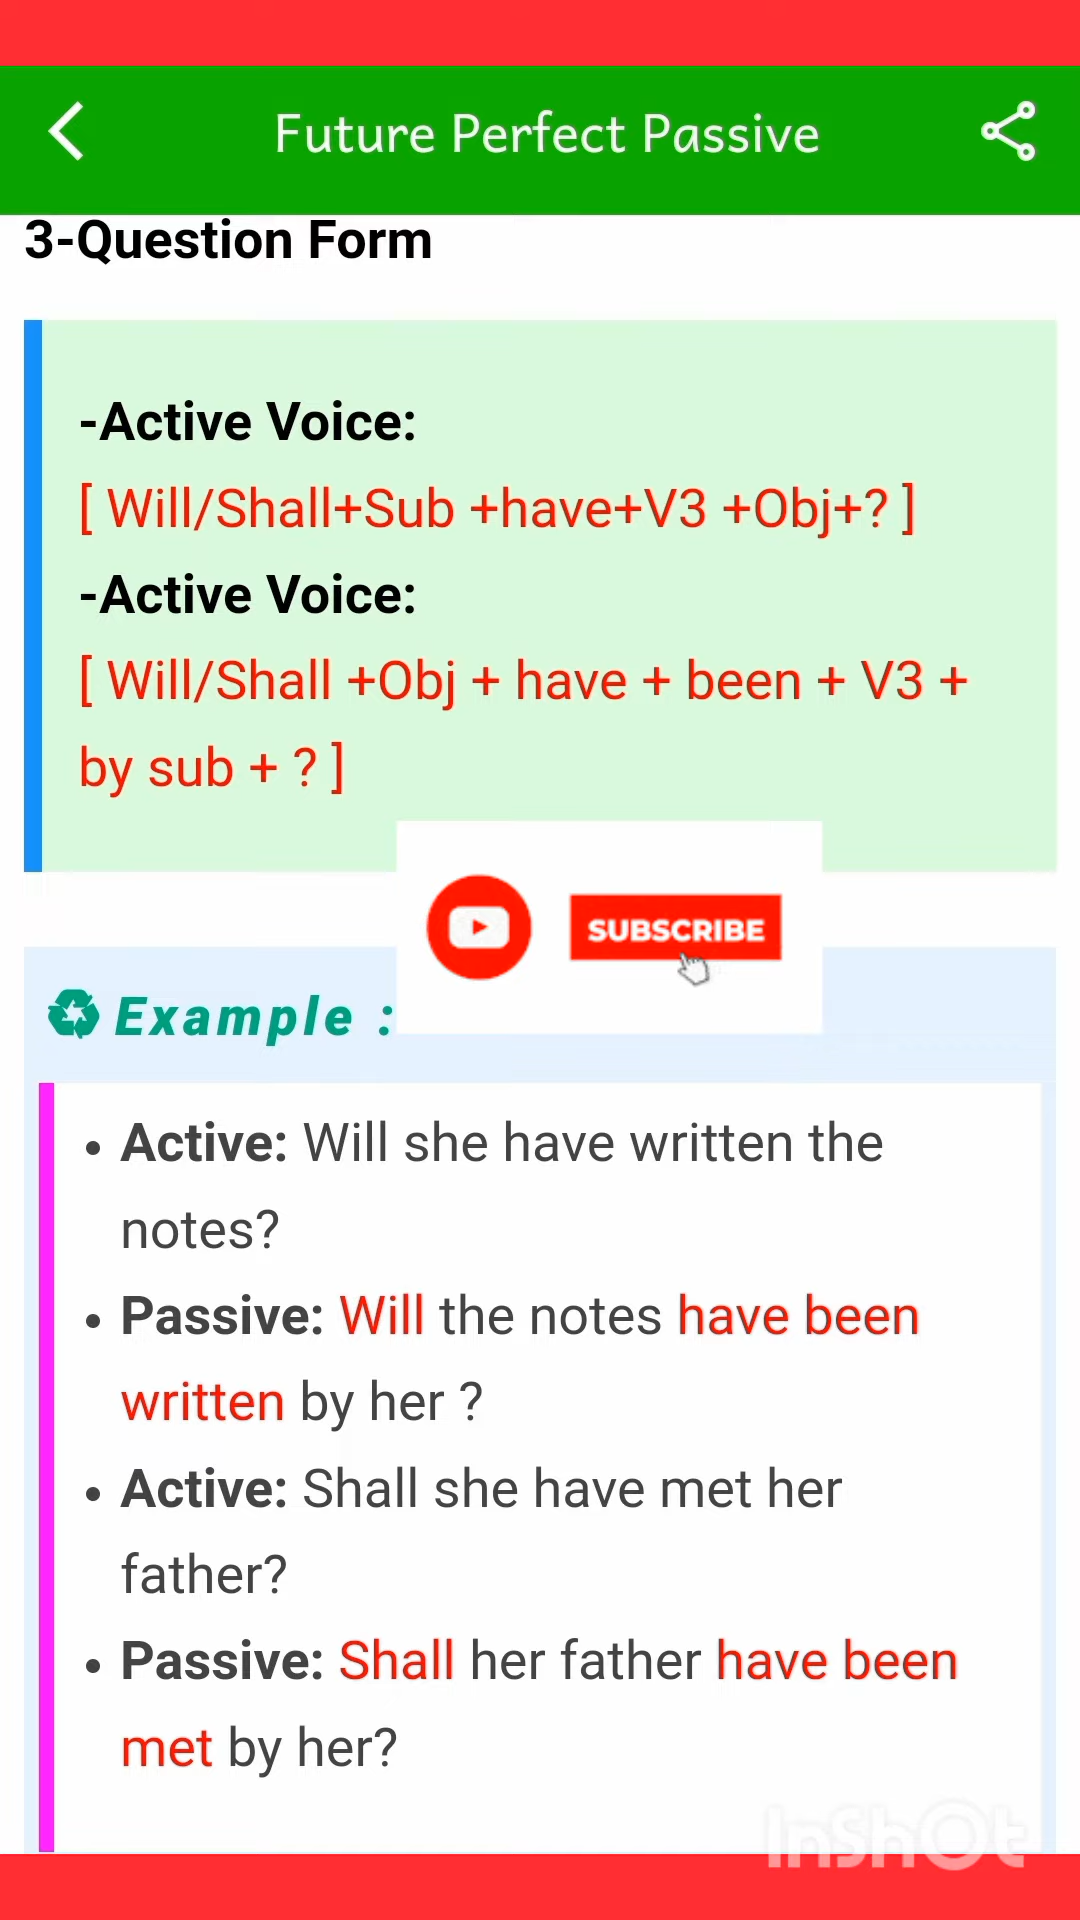 Future Perfect Passive
3-Question Form
-Active Voice:
[ Will/Shall+Sub +have+V3 +Obj+? ]
-Active Voice:
[ Will/Shall +Obj + have + been + V3 +
by sub + ? ]
SUBSCRIBE
Example :
• Active: Will she have written the
notes?
• Passive: Will the notes have been
written by her ?
• Active: Shall she have met her
father?
• Passive: Shall her father have been
met by her?
InShOt